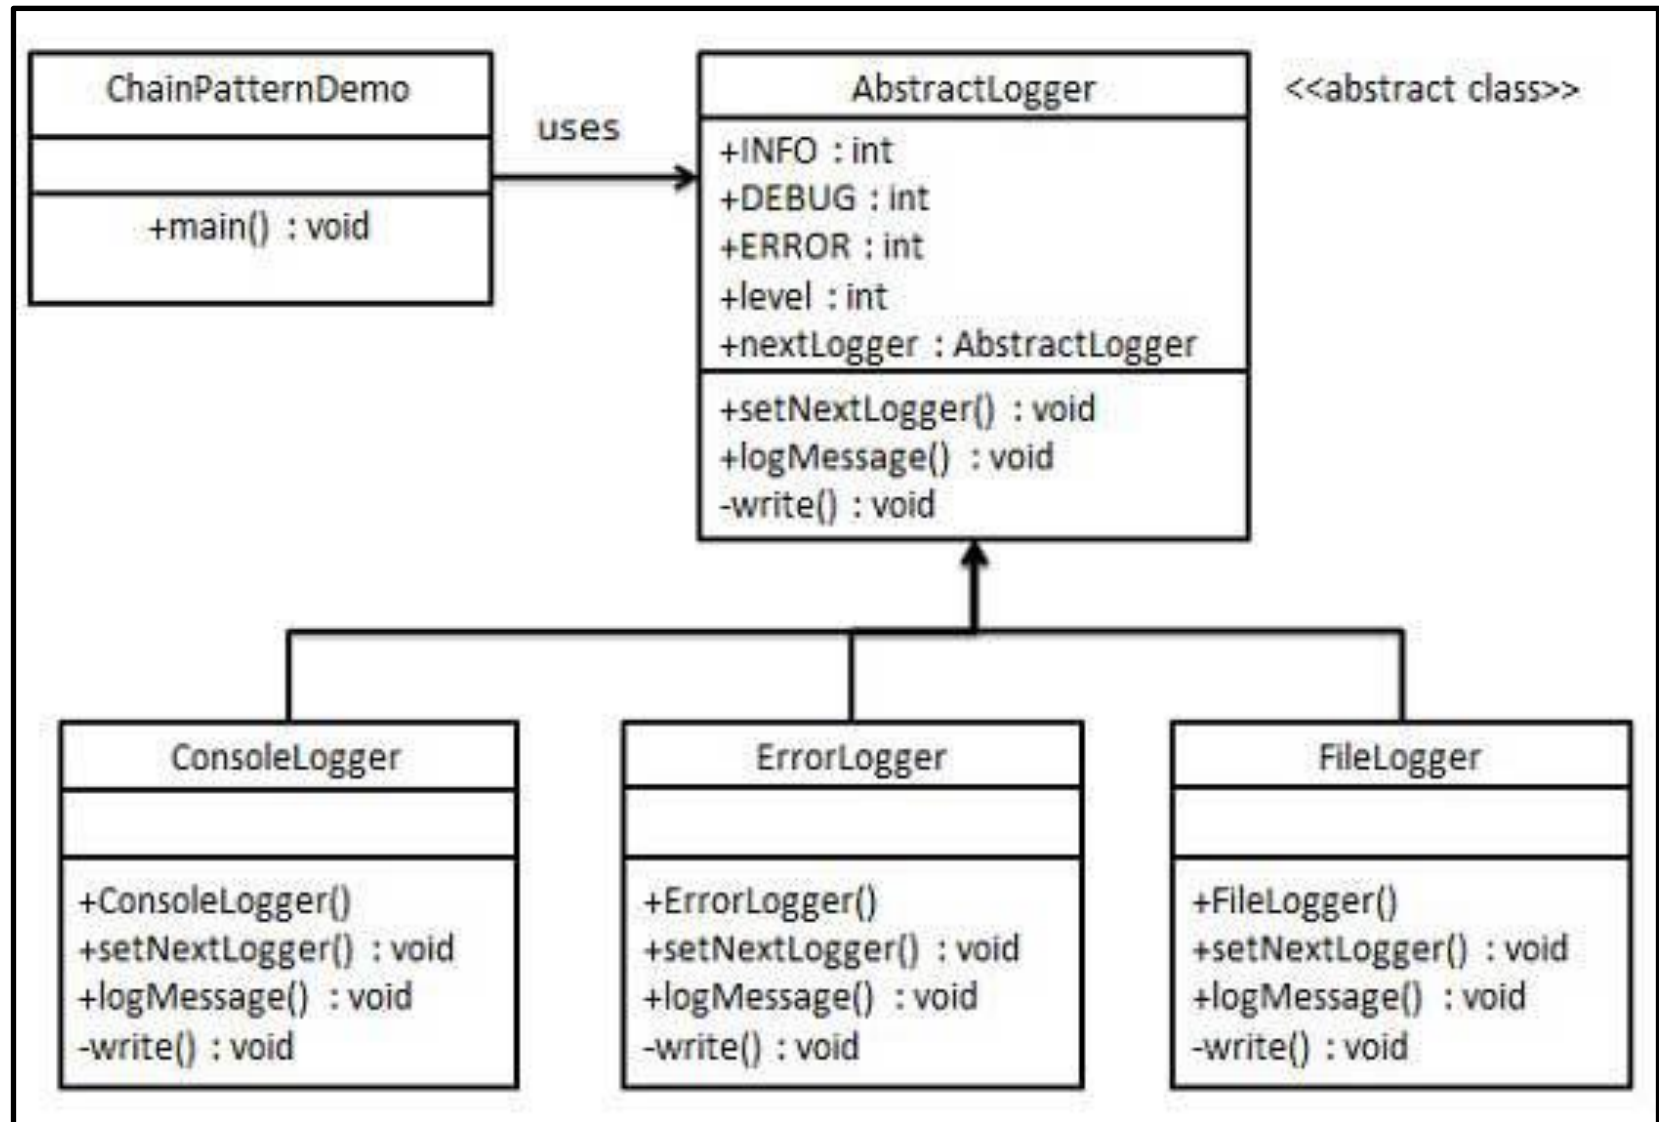 ChainPatternDemo
+main() : void
uses
AbstractLogger
<<abstract class>>
+INFO : int
+DEBUG : int
+ERROR : int
+level : int
+nextLogger : AbstractLogger
+setNextLogger() : void
+logMessage() : void
-write() : void
ConsoleLogger
+ConsoleLogger()
+setNextLogger() : void
+logMessage() : void
-write() : void
ErrorLogger
+ErrorLogger()
+setNextLogger() : void
+logMessage() : void
-write() : void
FileLogger
+FileLogger()
+setNextLogger() : void
+logMessage() : void
-write() : void